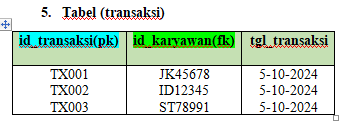 5. Tabel (transaksi)
id_transaksi(pk) id_karyawan(fk) tgl_transaksi
TX001 JK45678 5-10-2024
TX002 ID12345 5-10-2024
TX003 ST78991 5-10-2024